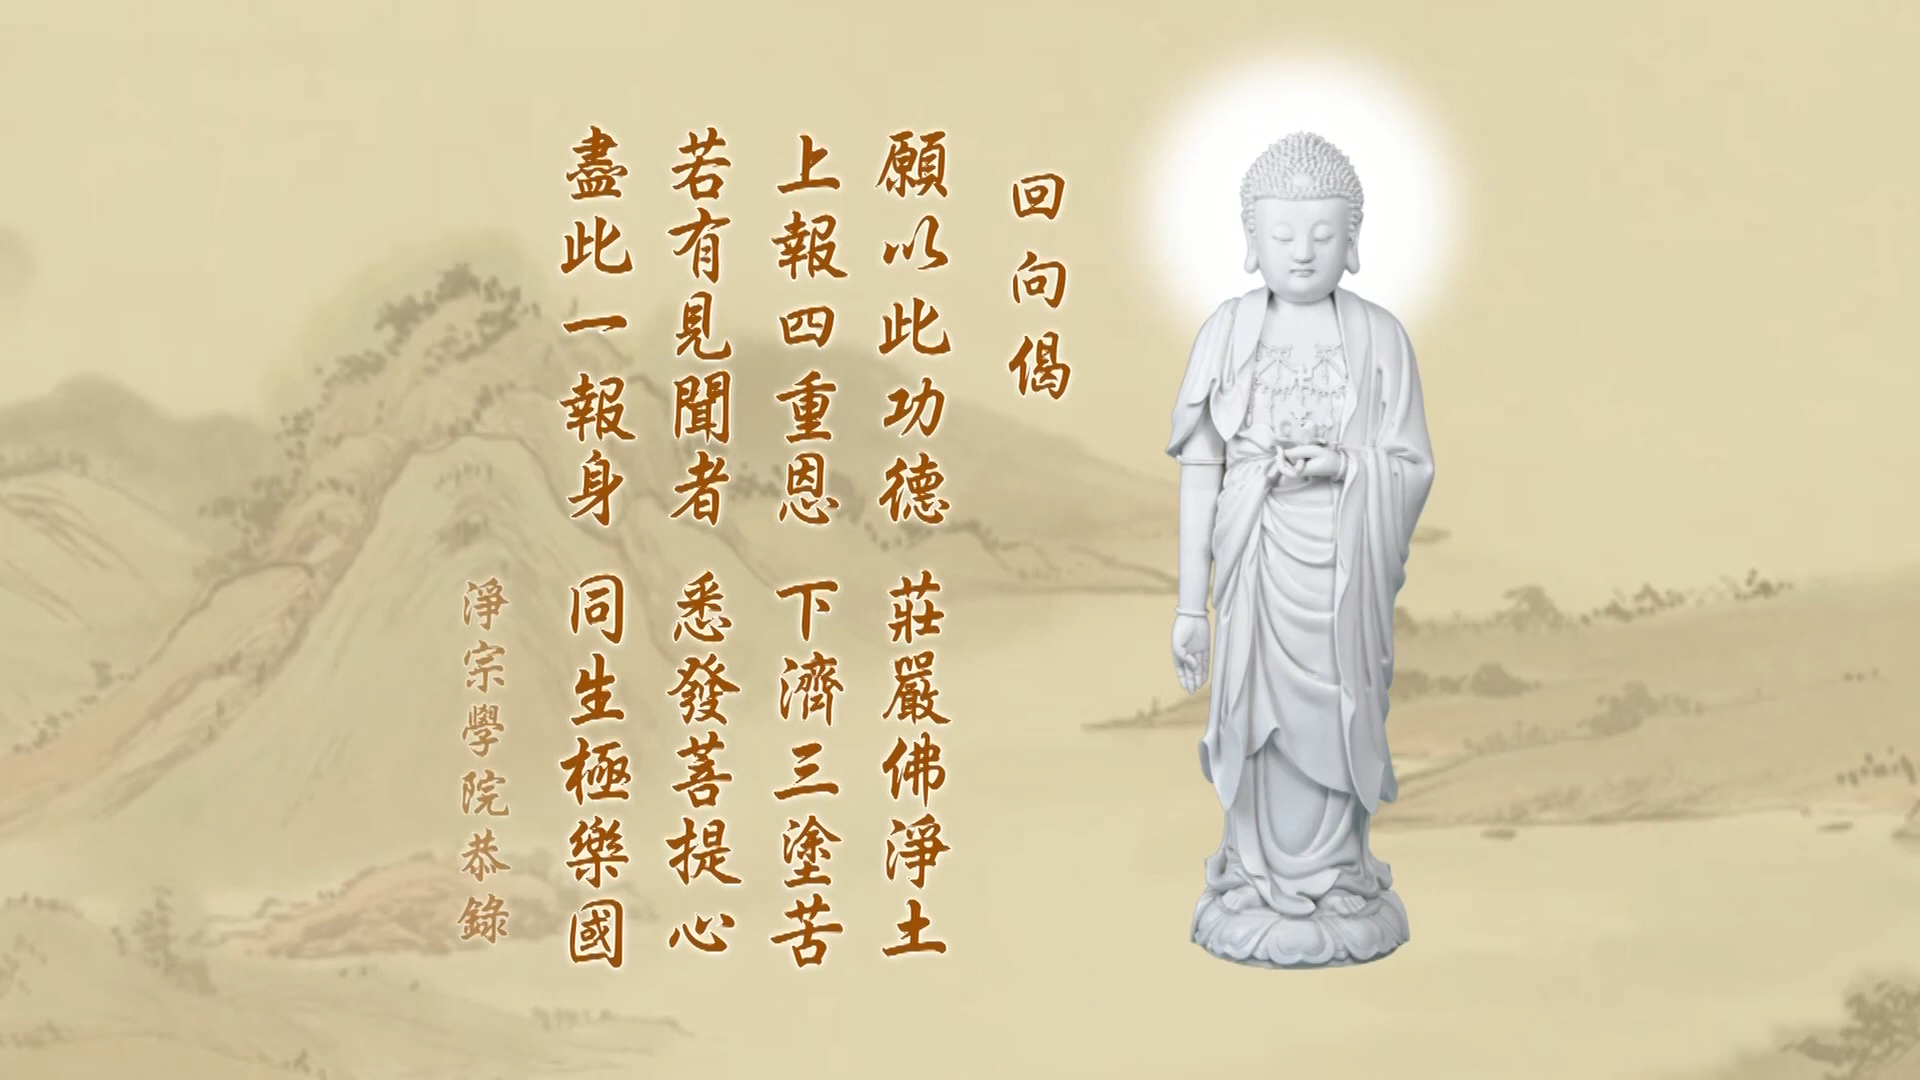 回向偈
願以此功德 莊嚴佛淨土
上報四重恩 下濟三塗苦
若有見聞者 悉發菩提心
盡此一報身 同生極樂國
淨宗學院恭錄